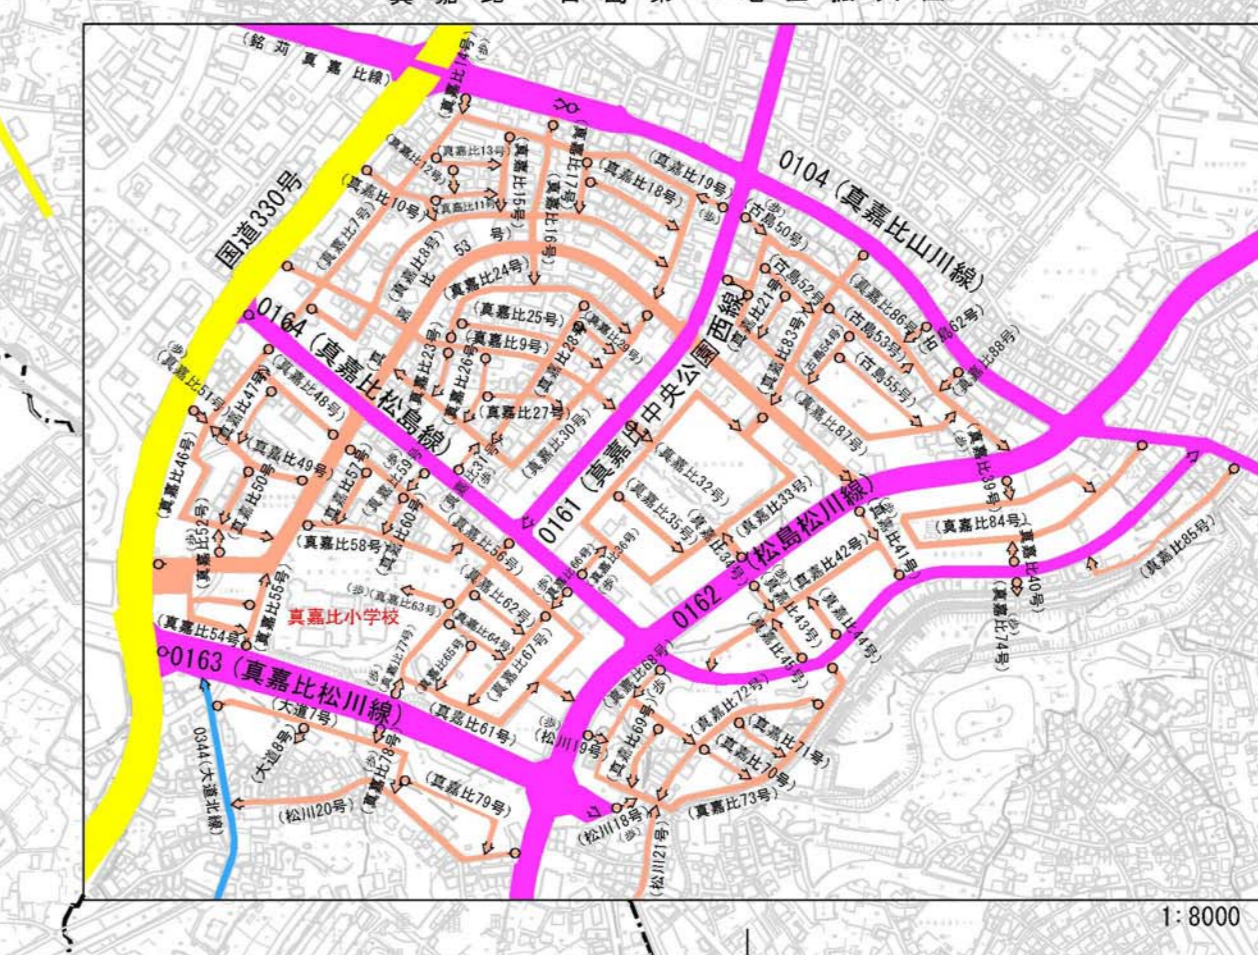 (銘苅真嘉比線)
(真嘉比14号)
(歩)
国道330号
(真嘉比13号)
(真嘉比12号)
(真嘉比15号)
(真嘉比17号)
(真嘉比18号)
(真嘉比19号)
(歩)
0104 (真嘉比山川線)
(真嘉比10号)
(真嘉比11号)
(真嘉比16号)
(真嘉比7号)
(真嘉比8号)
(真嘉比53号)
(真嘉比24号)
(歩)
(古島50号)
(古島52号)
(真嘉比21号)
(真嘉比83号)
(真嘉比86号)
(古島53号)
(古島54号)
(古島55号)
(古島62号)
(真嘉比88号)
(真嘉比87号)
0164 (真嘉比松島線)
(真嘉比25号)
(真嘉比9号)
(真嘉比23号)
(真嘉比26号)
(真嘉比28号)
(真嘉比29号)
(真嘉比27号)
(真嘉比30号)
(真嘉比31号)
(歩)
0161 (真嘉比中央公園西線)
(歩)
(真嘉比51号)
(真嘉比47号)
(真嘉比48号)
(真嘉比46号)
(真嘉比49号)
(真嘉比50号)
(真嘉比52号)
(歩)
(真嘉比57号)
(真嘉比59号)
(歩)
(真嘉比60号)
(真嘉比58号)
(真嘉比56号)
(真嘉比32号)
(真嘉比35号)
(真嘉比33号)
(真嘉比34号)
(真嘉比36号)
(歩)
(真嘉比66号)
(歩)
0162 (松島松川線)
(真嘉比39号)
(歩)
(真嘉比84号)
(真嘉比85号)
(真嘉比40号)
(真嘉比74号)
(歩)
(真嘉比41号)
(歩)
(真嘉比42号)
(真嘉比43号)
(歩)
(真嘉比44号)
(真嘉比45号)
(真嘉比55号)
(真嘉比54号)
真嘉比小学校
(歩)(真嘉比63号)
(真嘉比62号)
(真嘉比64号)
(真嘉比65号)
(真嘉比67号)
(真嘉比77号)
(歩)
(真嘉比61号)
0163 (真嘉比松川線)
(真嘉比68号)
(歩)
(真嘉比69号)
(真嘉比72号)
(真嘉比71号)
(真嘉比70号)
(真嘉比73号)
(歩)
(松川19号)
(松川18号)
(歩)
(松川21号)
(大道7号)
(大道8号)
0344(大道北線)
(真嘉比78号)
(歩)
(真嘉比79号)
(松川20号)
1:8000